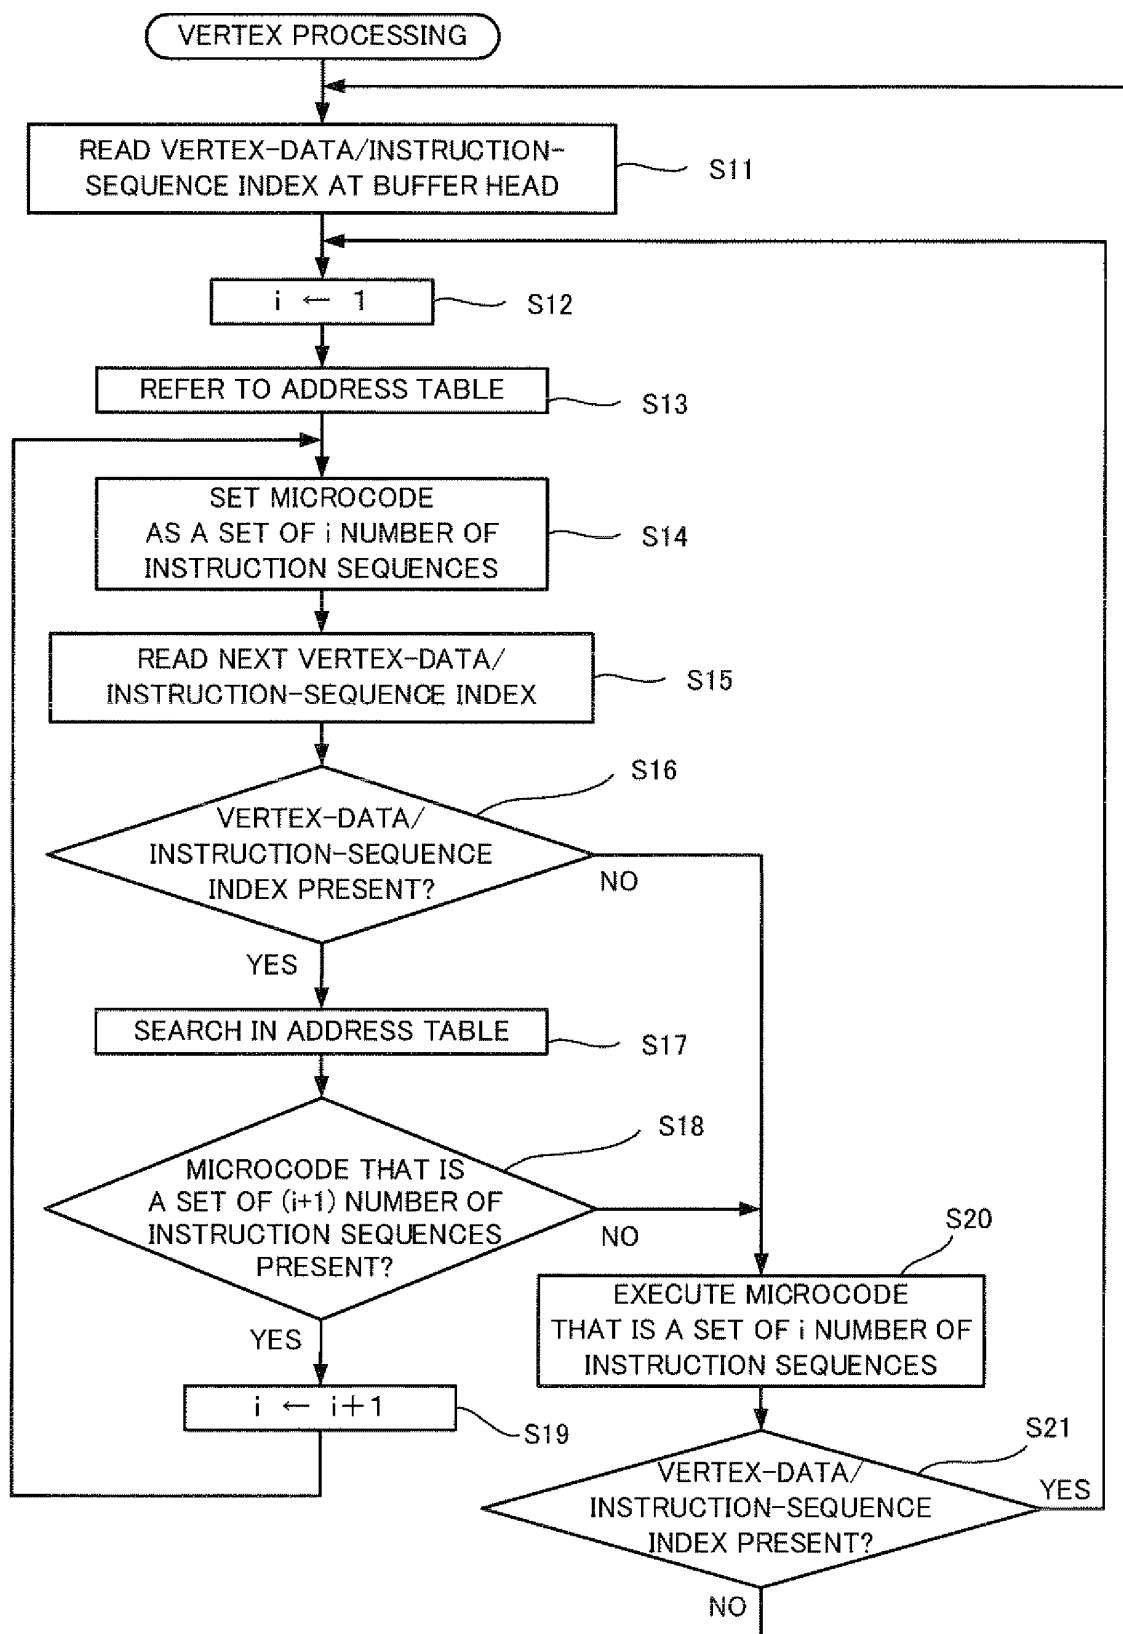 VERTEX PROCESSING
READ VERTEX-DATA/INSTRUCTION-
SEQUENCE INDEX AT BUFFER HEAD
S11
i ← 1
S12
REFER TO ADDRESS TABLE
S13
SET MICROCODE
AS A SET OF i NUMBER OF
INSTRUCTION SEQUENCES
S14
READ NEXT VERTEX-DATA/
INSTRUCTION-SEQUENCE INDEX
S15
S16
VERTEX-DATA/
INSTRUCTION-SEQUENCE
INDEX PRESENT?
NO
YES
SEARCH IN ADDRESS TABLE
S17
S18
MICROCODE THAT IS
A SET OF (i+1) NUMBER OF
INSTRUCTION SEQUENCES
PRESENT?
NO
YES
S20
EXECUTE MICROCODE
THAT IS A SET OF i NUMBER OF
INSTRUCTION SEQUENCES
i ← i+1
S19
S21
VERTEX-DATA/
INSTRUCTION-SEQUENCE
INDEX PRESENT?
YES
NO